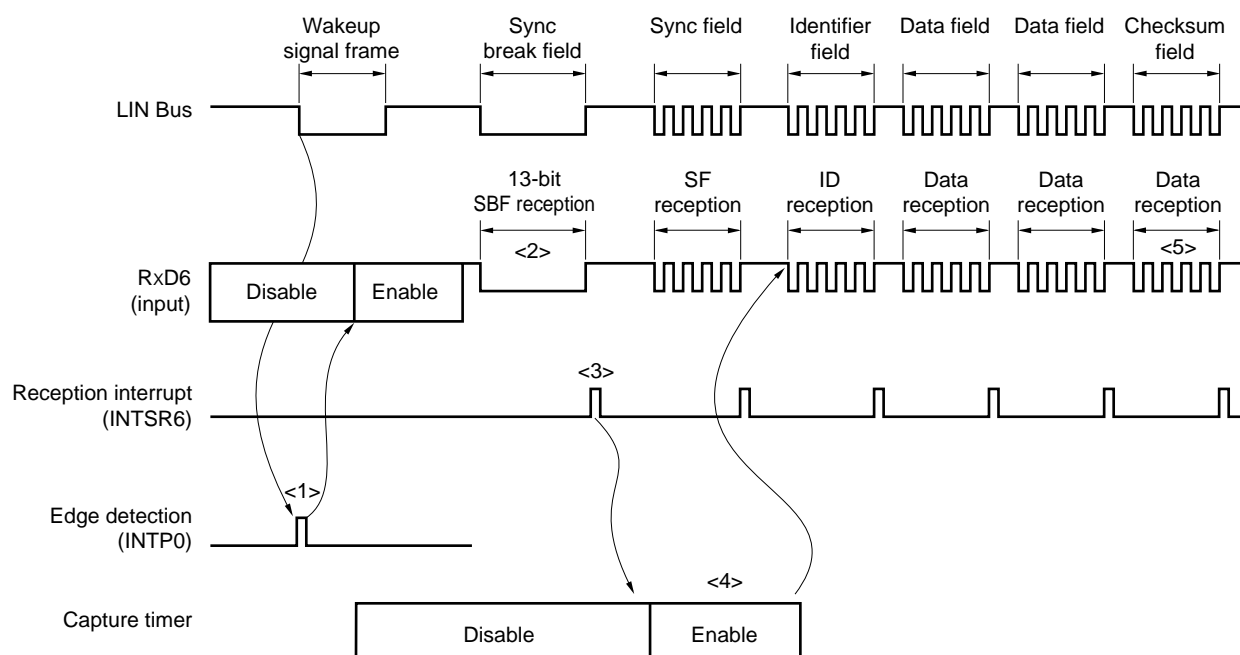 Wakeup
signal frame
Sync
break field
Sync field
Identifier
field
Data field
Data field
Checksum
field
LIN Bus
13-bit
SBF reception
SF
reception
ID
reception
Data
reception
Data
reception
Data
reception
<2>
<5>
RxD6
(input)
Disable
Enable
Reception interrupt
(INTSR6)
<3>
Edge detection
(INTP0)
<1>
Capture timer
Disable
Enable
<4>